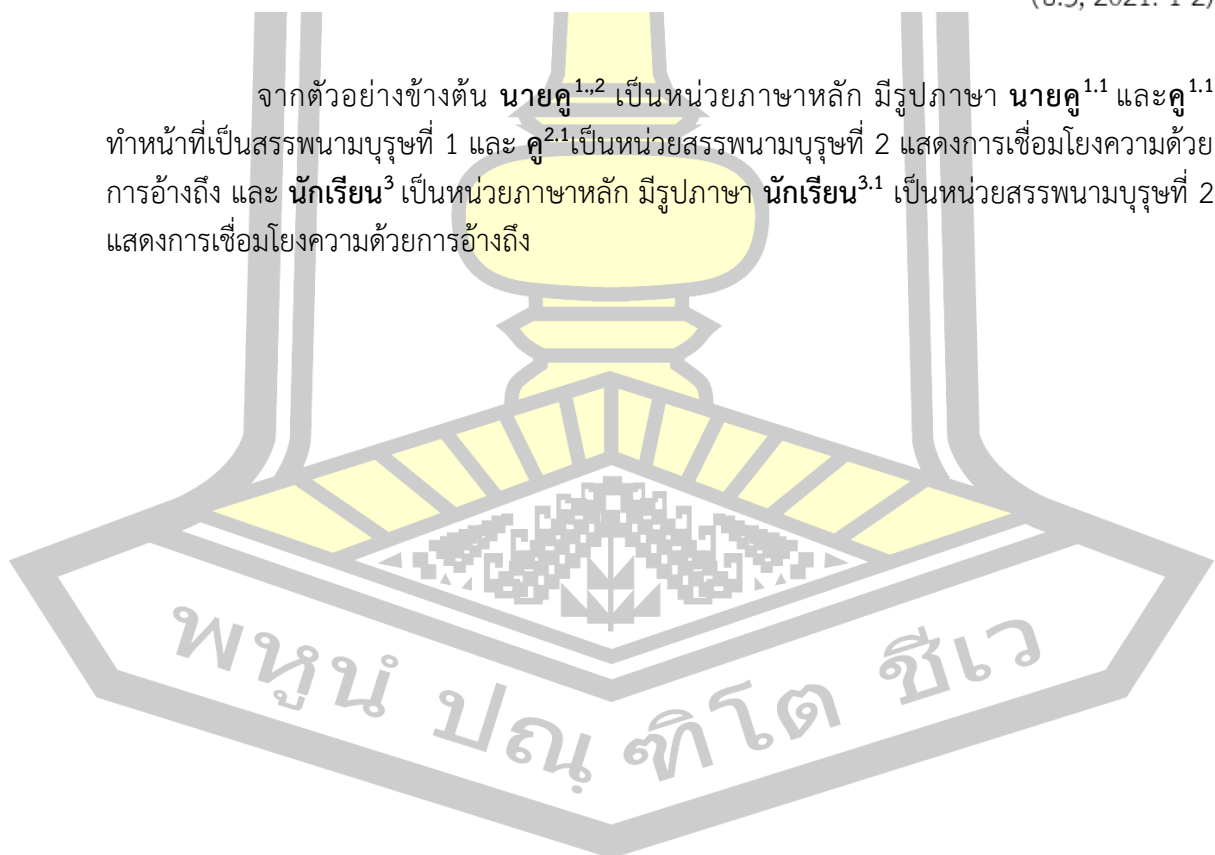 จากตัวอย่างข้างต้น นายคู1.,2 เป็นหน่วยภาษาหลัก มีรูปภาษา นายคู1.1 และคู1.1
ทำหน้าที่เป็นสรรพนามบุรุษที่ 1 และ คู2.1เป็นหน่วยสรรพนามบุรุษที่ 2 แสดงการเชื่อมโยงความด้วย
การอ้างถึง และ นักเรียน3 เป็นหน่วยภาษาหลัก มีรูปภาษา นักเรียน3.1 เป็นหน่วยสรรพนามบุรุษที่ 2
แสดงการเชื่อมโยงความด้วยการอ้างถึง
พหูนํ ปณฺฑิโต ชีเว